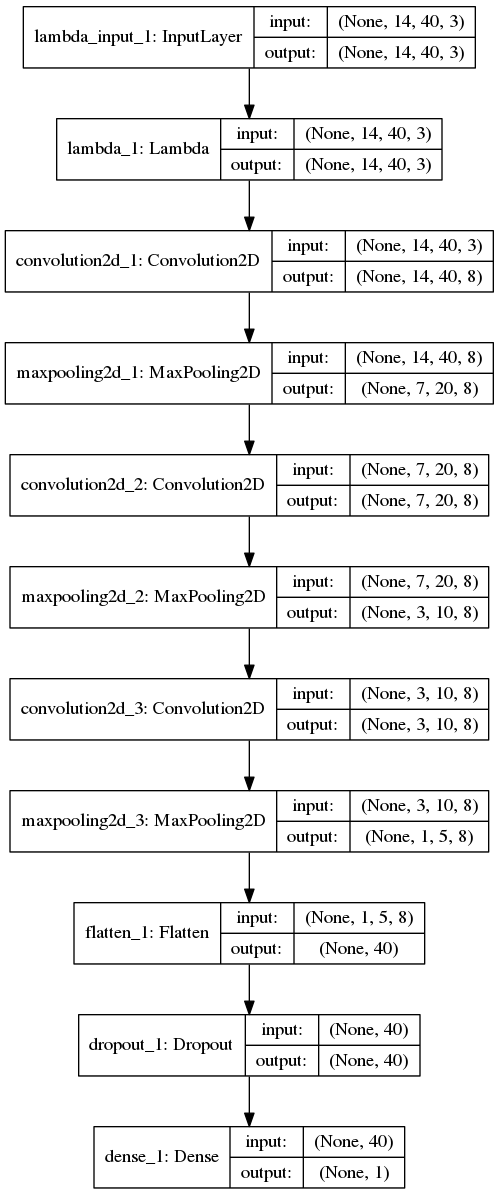 lambda_input_1: InputLayer
input: (None, 14, 40, 3)
output: (None, 14, 40, 3)
lambda_1: Lambda
input: (None, 14, 40, 3)
output: (None, 14, 40, 3)
convolution2d_1: Convolution2D
input: (None, 14, 40, 3)
output: (None, 14, 40, 8)
maxpooling2d_1: MaxPooling2D
input: (None, 14, 40, 8)
output: (None, 7, 20, 8)
convolution2d_2: Convolution2D
input: (None, 7, 20, 8)
output: (None, 7, 20, 8)
maxpooling2d_2: MaxPooling2D
input: (None, 7, 20, 8)
output: (None, 3, 10, 8)
convolution2d_3: Convolution2D
input: (None, 3, 10, 8)
output: (None, 3, 10, 8)
maxpooling2d_3: MaxPooling2D
input: (None, 3, 10, 8)
output: (None, 1, 5, 8)
flatten_1: Flatten
input: (None, 1, 5, 8)
output: (None, 40)
dropout_1: Dropout
input: (None, 40)
output: (None, 40)
dense_1: Dense
input: (None, 40)
output: (None, 1)